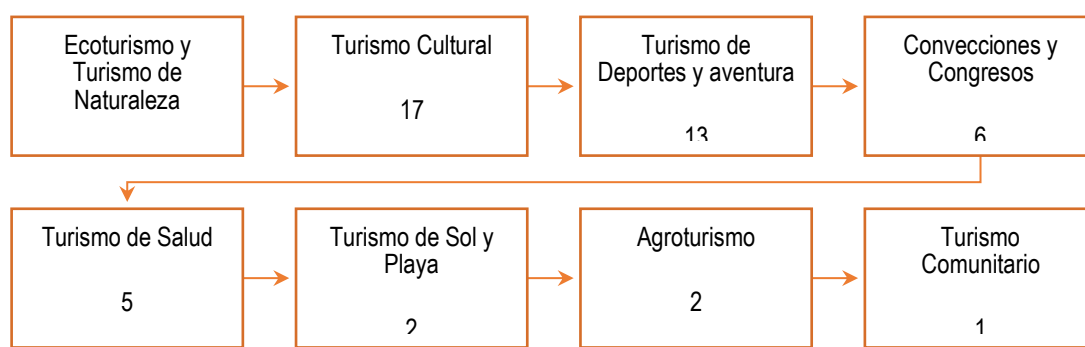 Ecoturismo y
Turismo de
Naturaleza
Turismo Cultural
17
Turismo de
Deportes y aventura
13
Convecciones y
Congresos
6
Turismo de Salud
5
Turismo de Sol y
Playa
2
Agroturismo
2
Turismo
Comunitario
1